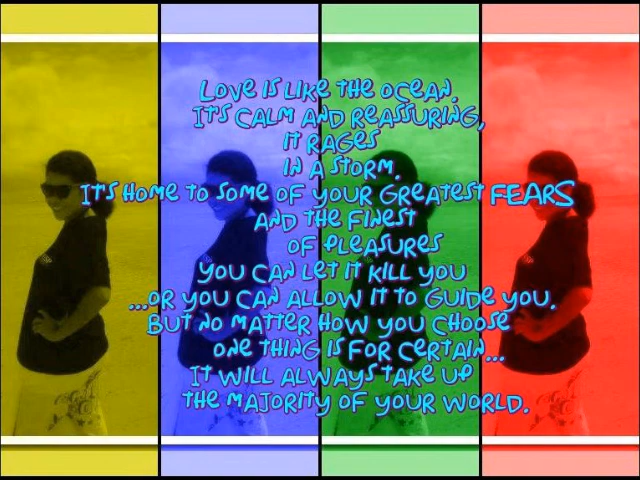 Love is like the ocean.
It's calm and reassuring,
it rages
in a storm.
It's home to some of your greatest FEARS
and the finest
of pleasures
you can let it kill you
...or you can allow it to guide you.
But no matter how you choose
one thing is for certain...
It will always take up
the majority of your world.